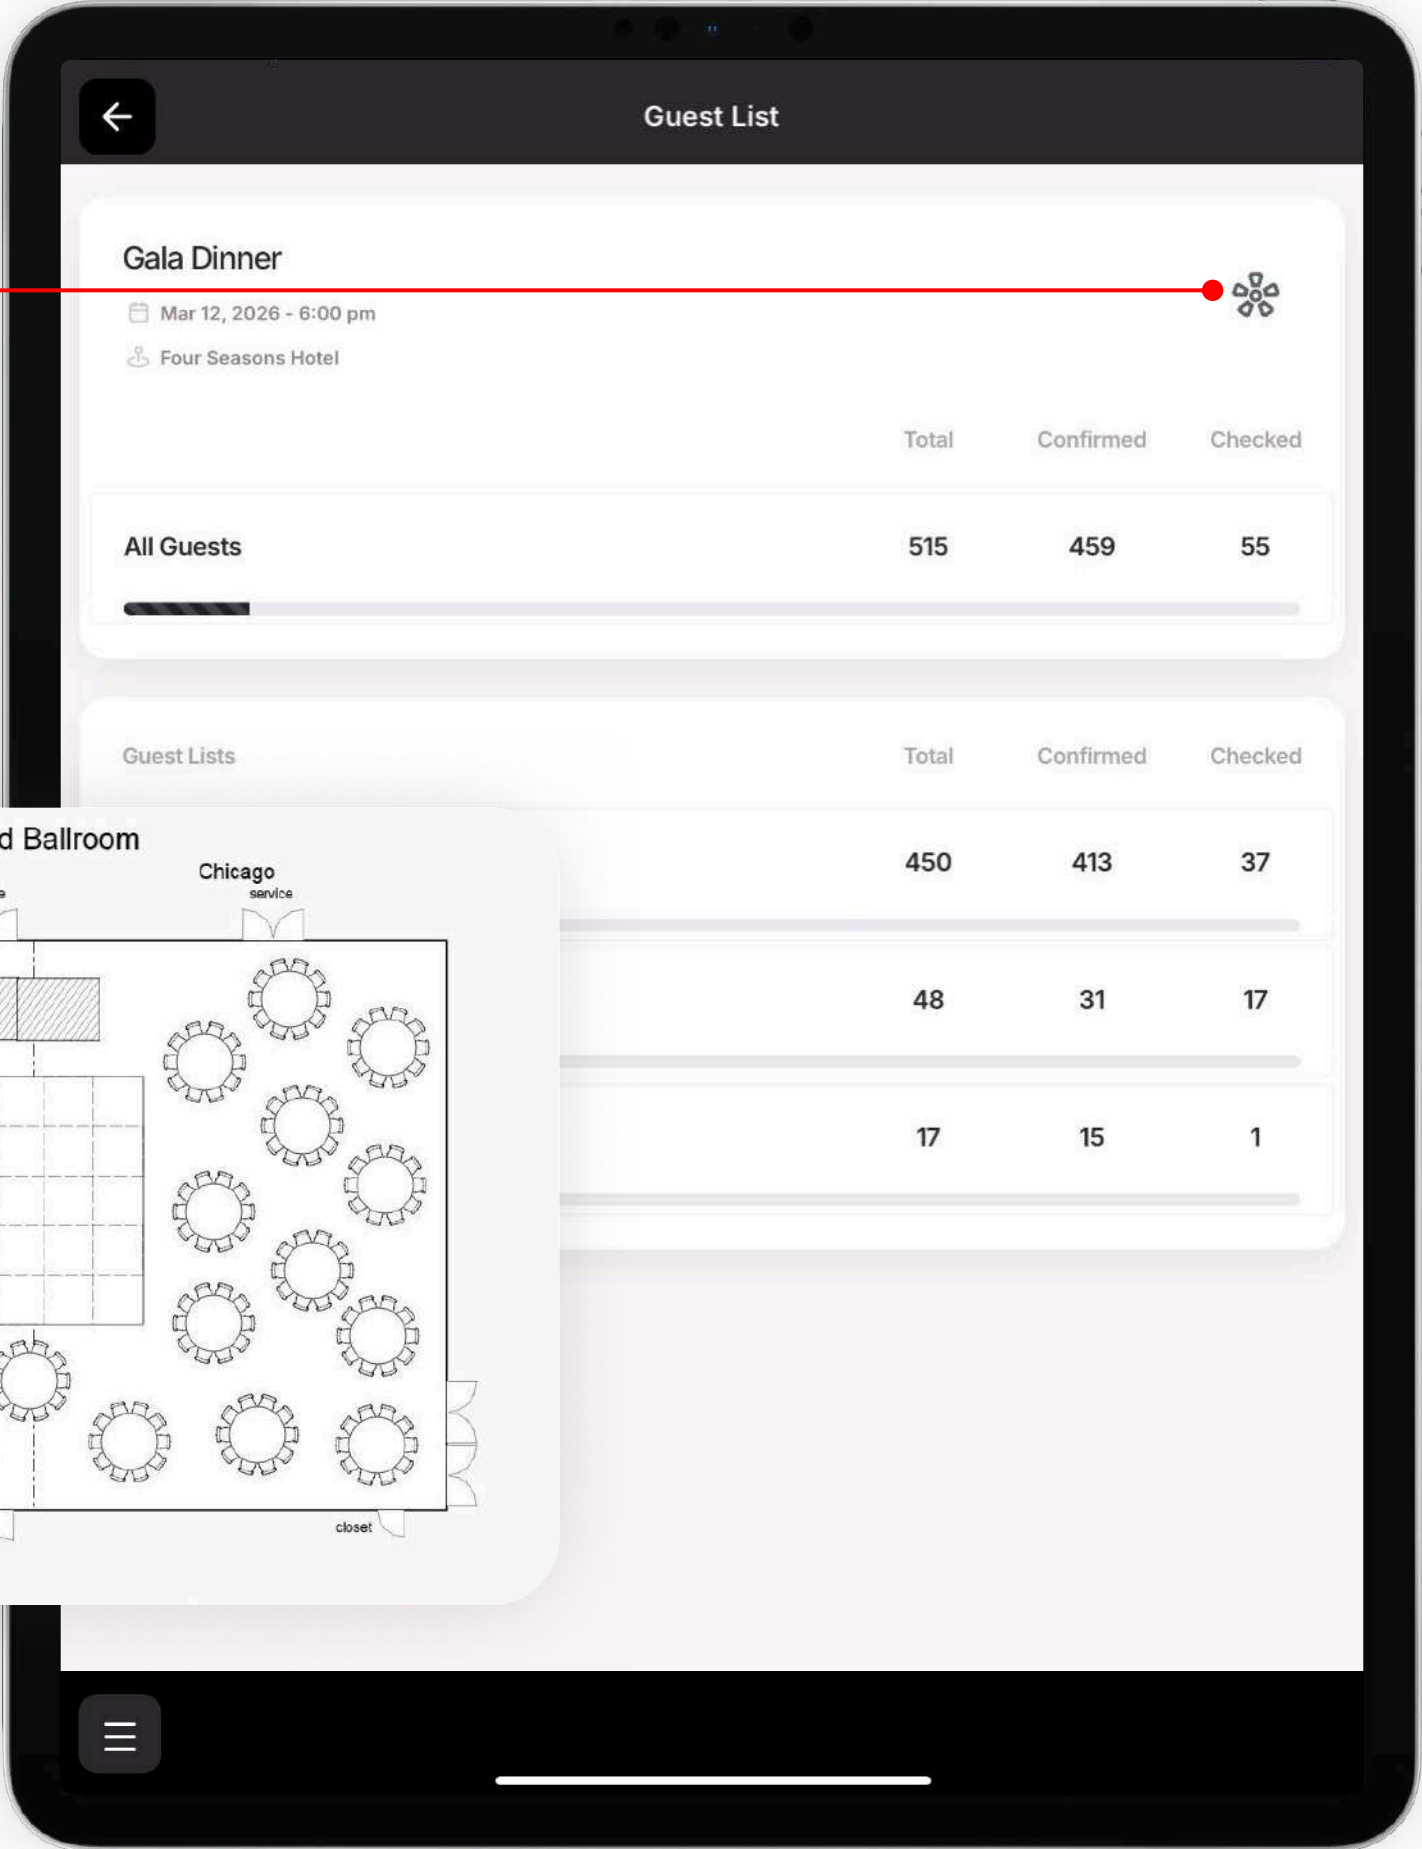 Guest List
Gala Dinner
Mar 12, 2026 - 6:00 pm
Four Seasons Hotel
Total Confirmed Checked
All Guests 515 459 55
Guest Lists Total Confirmed Checked
450 413 37
48 31 17
17 15 1
d Ballroom
Chicago
service
closet